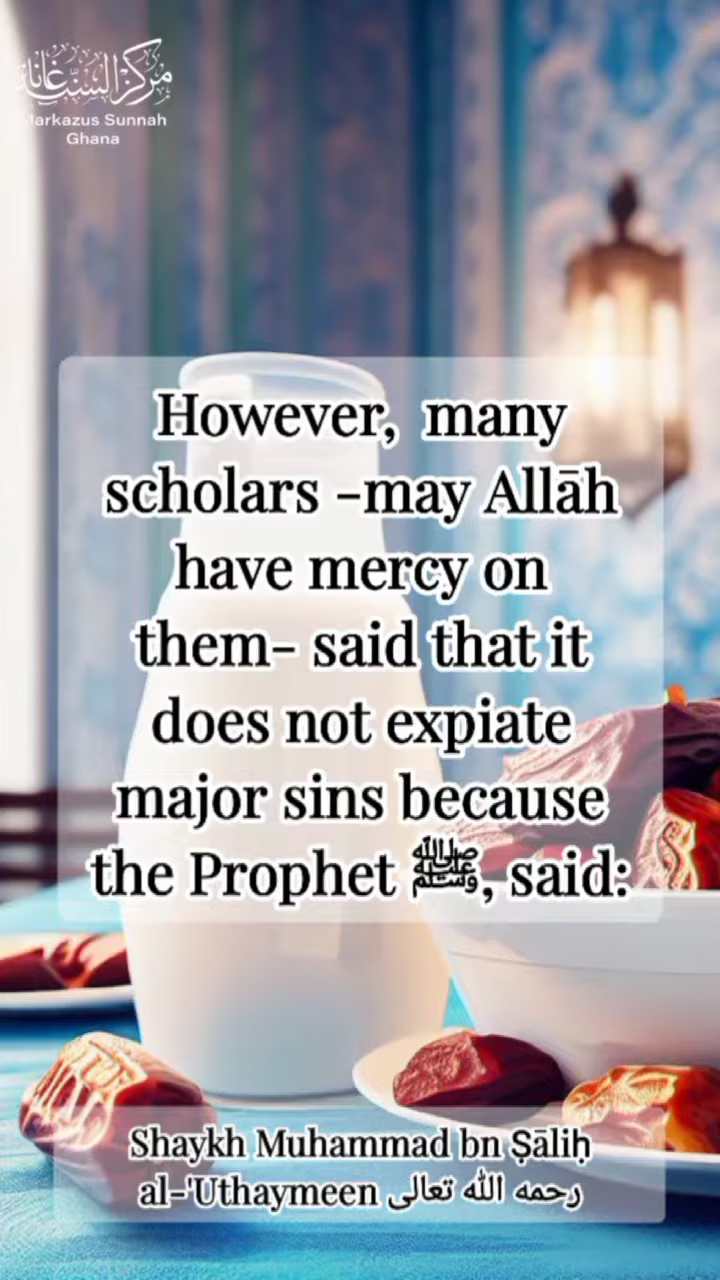 مركز السنة غانا
Markazus Sunnah
Ghana
However, many
scholars -may Allāh
have mercy on
them- said that it
does not expiate
major sins because
the Prophet ﷺ, said:
Shaykh Muhammad bn Ṣāliḥ
al-'Uthaymeen رحمه الله تعالى